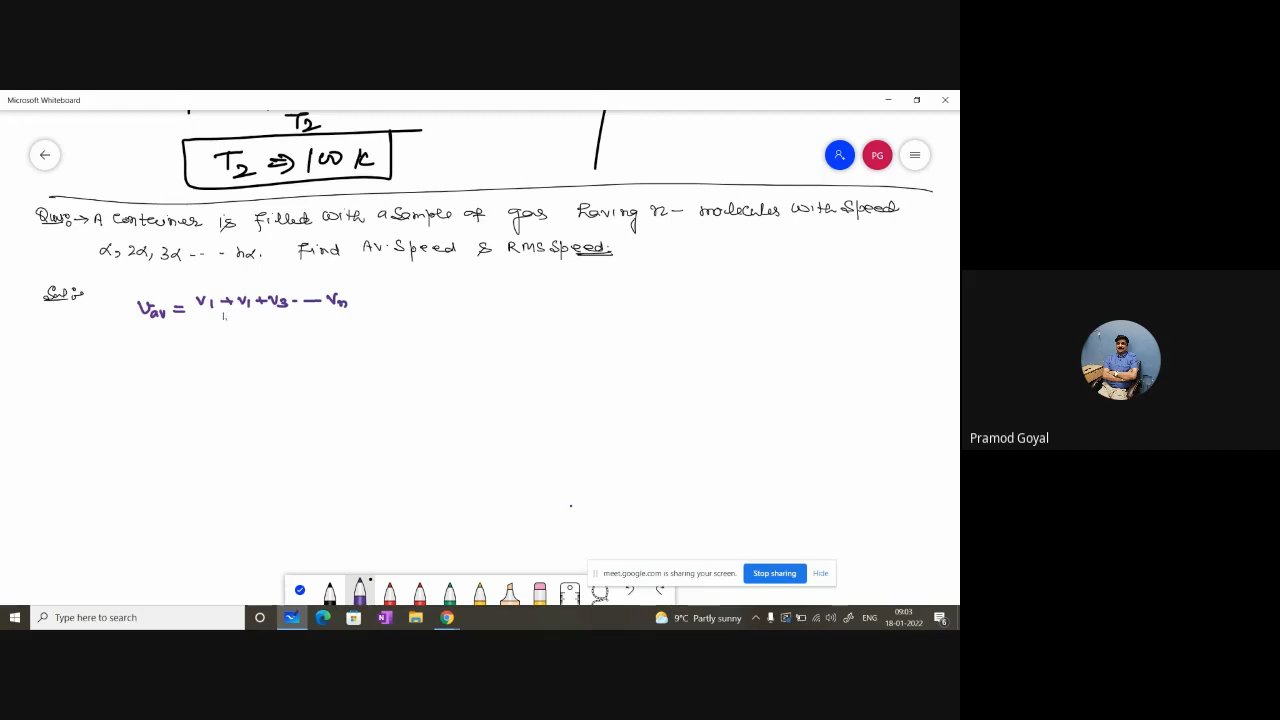 Microsoft Whiteboard
T2
T2 ⇒ 100 K
PG
Ques:→ A Container is filled with a Sample of gas having n- molecules with Speed
α, 2α, 3α --- nα. Find Av. Speed & RMS Speed.
Sol:
Vav = v1 + v1 + v3 - — vn
Pramod Goyal
meet.google.com is sharing your screen.
Stop sharing
Hide
Type here to search
9°C Partly sunny
ENG
09:03
18-01-2022
6